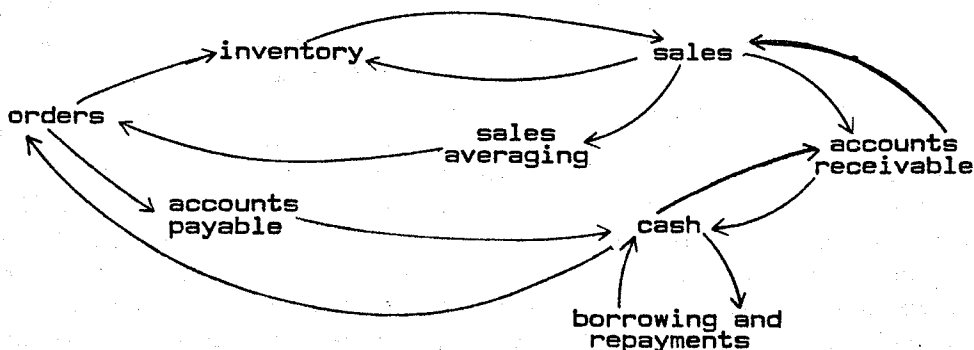 inventory
sales
orders
sales
averaging
accounts
receivable
accounts
payable
cash
borrowing and
repayments